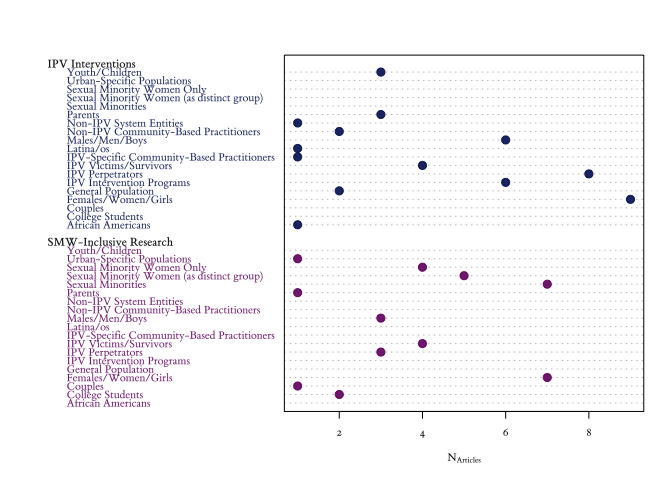 IPV Interventions
Youth/Children
Urban-Specific Populations
Sexual Minority Women Only
Sexual Minority Women (as distinct group)
Sexual Minorities
Parents
Non-IPV System Entities
Non-IPV Community-Based Practitioners
Males/Men/Boys
Latina/os
IPV-Specific Community-Based Practitioners
IPV Victims/Survivors
IPV Perpetrators
IPV Intervention Programs
General Population
Females/Women/Girls
Couples
College Students
African Americans
SMW-Inclusive Research
Youth/Children
Urban-Specific Populations
Sexual Minority Women Only
Sexual Minority Women (as distinct group)
Sexual Minorities
Parents
Non-IPV System Entities
Non-IPV Community-Based Practitioners
Males/Men/Boys
Latina/os
IPV-Specific Community-Based Practitioners
IPV Victims/Survivors
IPV Perpetrators
IPV Intervention Programs
General Population
Females/Women/Girls
Couples
College Students
African Americans
2 4 6 8
NArticles